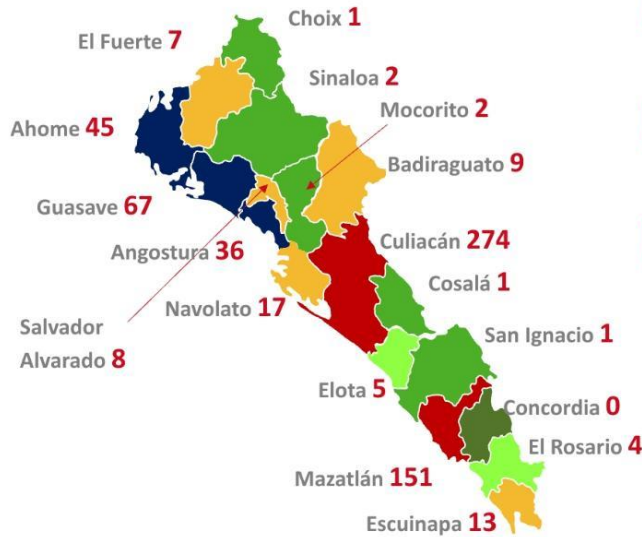 Choix 1
El Fuerte 7
Sinaloa 2
Mocorito 2
Ahome 45
Badiraguato 9
Guasave 67
Culiacán 274
Angostura 36
Cosalá 1
Navolato 17
Salvador
Alvarado 8
San Ignacio 1
Elota 5
Concordia 0
El Rosario 4
Mazatlán 151
Escuinapa 13